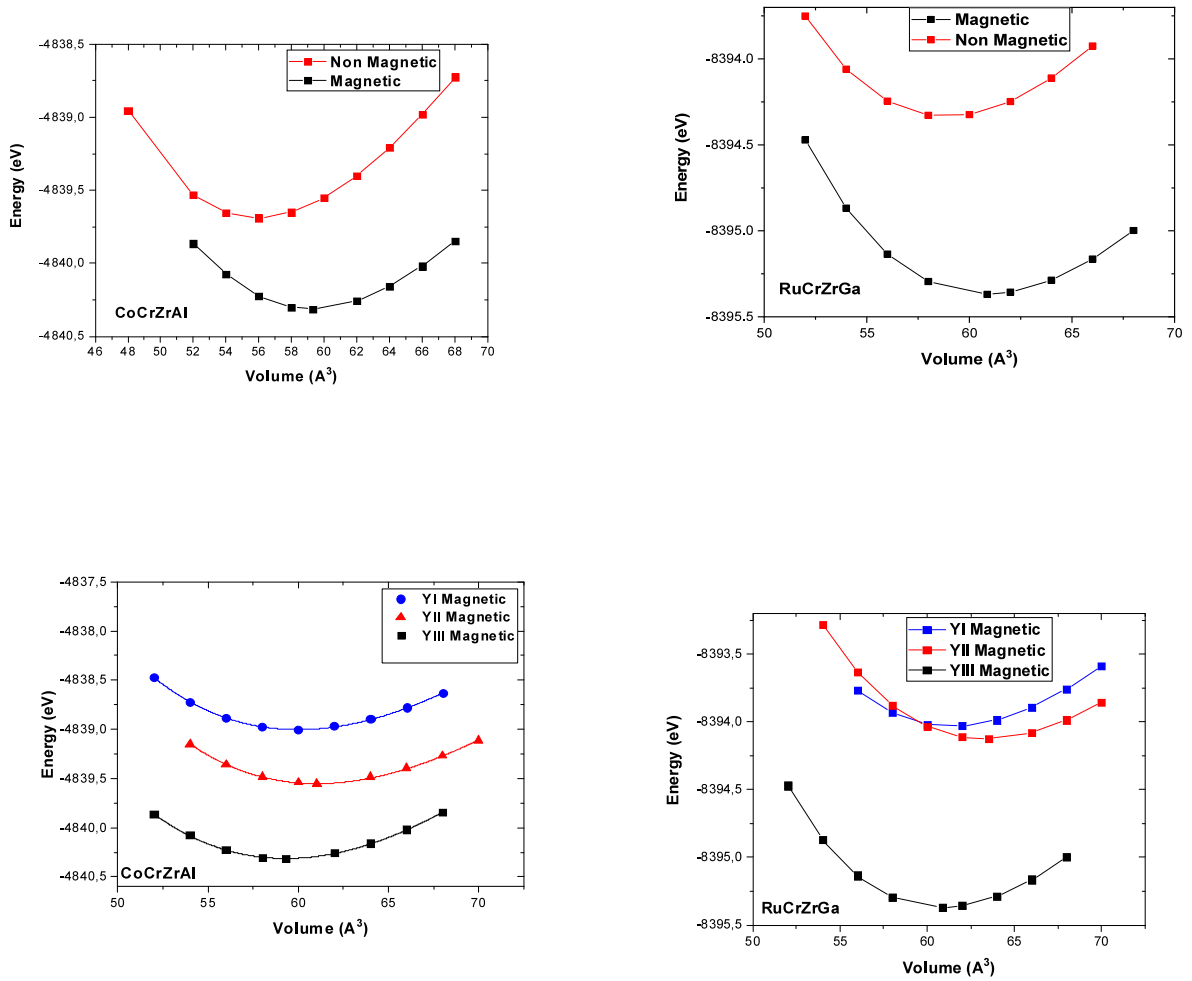 -4838,5
-4839,0
-4839,5
-4840,0
-4840,5
Energy (eV)
Non Magnetic
Magnetic
CoCrZrAl
46 48 50 52 54 56 58 60 62 64 66 68 70
Volume (A³)
-8394.0
-8394.5
-8395.0
-8395.5
Energy (eV)
Magnetic
Non Magnetic
RuCrZrGa
50 55 60 65 70
Volume (A³)
-4837,5
-4838,0
-4838,5
-4839,0
-4839,5
-4840,0
-4840,5
Energy (eV)
YI Magnetic
YII Magnetic
YIII Magnetic
CoCrZrAl
50 55 60 65 70
Volume (A³)
-8393,5
-8394,0
-8394,5
-8395,0
-8395,5
Energy (eV)
YI Magnetic
YII Magnetic
YIII Magnetic
RuCrZrGa
50 55 60 65 70
Volume (A³)